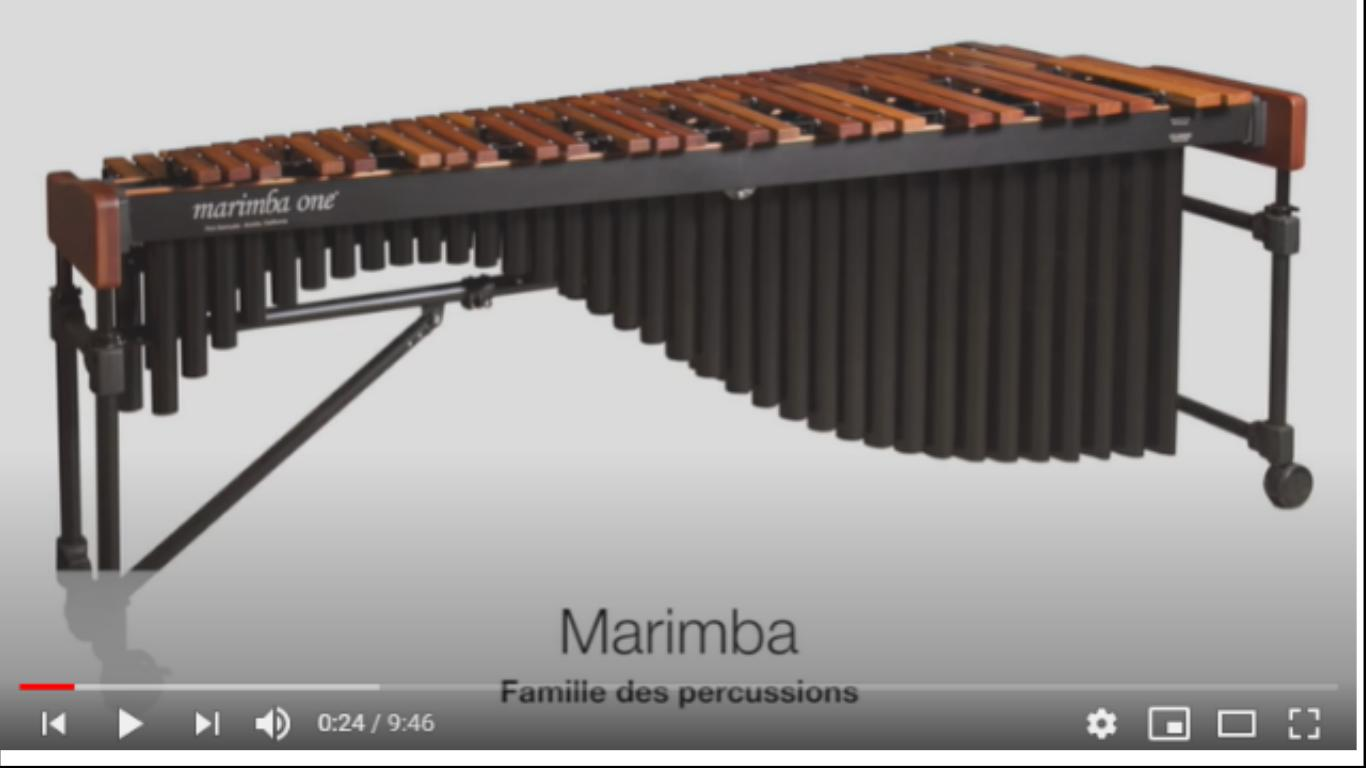 marimba one
Marimba
Famille des percussions
0:24 / 9:46